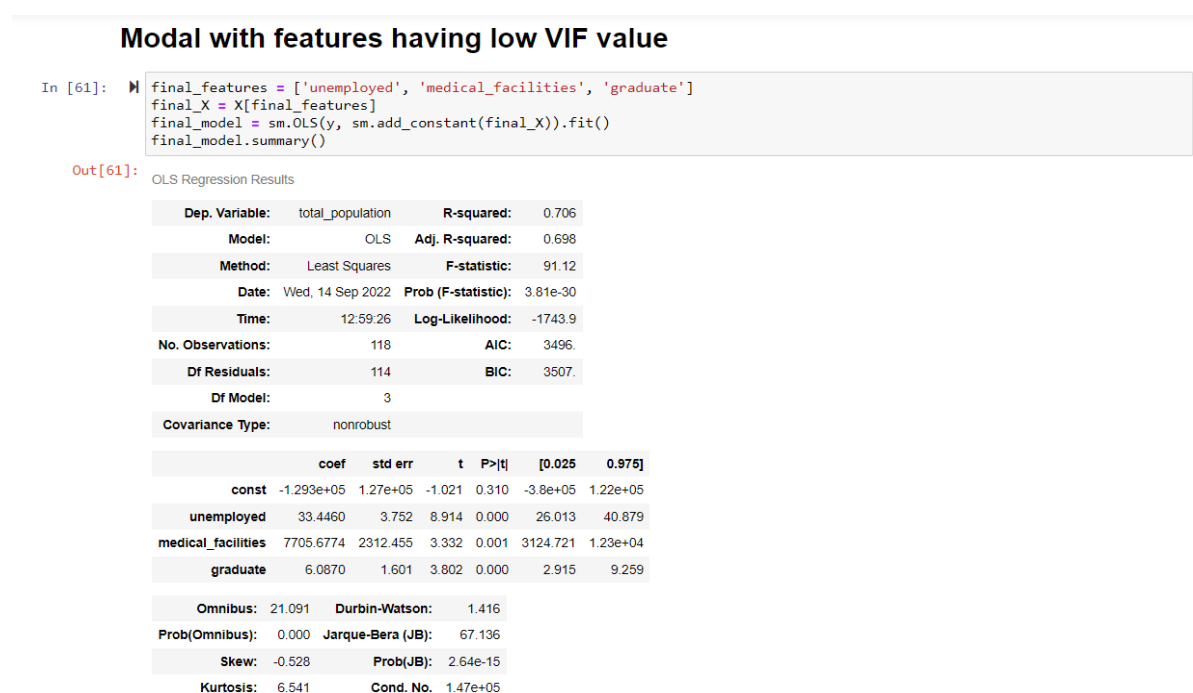 Modal with features having low VIF value
In [61]: final_features = ['unemployed', 'medical_facilities', 'graduate']
final_X = X[final_features]
final_model = sm.OLS(y, sm.add_constant(final_X)).fit()
final_model.summary()
Out[61]:
OLS Regression Results
Dep. Variable: total_population R-squared: 0.706
Model: OLS Adj. R-squared: 0.698
Method: Least Squares F-statistic: 91.12
Date: Wed, 14 Sep 2022 Prob (F-statistic): 3.81e-30
Time: 12:59:26 Log-Likelihood: -1743.9
No. Observations: 118 AIC: 3496.
Df Residuals: 114 BIC: 3507.
Df Model: 3
Covariance Type: nonrobust
coef std err t P>|t| [0.025 0.975]
const -1.293e+05 1.27e+05 -1.021 0.310 -3.8e+05 1.22e+05
unemployed 33.4460 3.752 8.914 0.000 26.013 40.879
medical_facilities 7705.6774 2312.455 3.332 0.001 3124.721 1.23e+04
graduate 6.0870 1.601 3.802 0.000 2.915 9.259
Omnibus: 21.091 Durbin-Watson: 1.416
Prob(Omnibus): 0.000 Jarque-Bera (JB): 67.136
Skew: -0.528 Prob(JB): 2.64e-15
Kurtosis: 6.541 Cond. No. 1.47e+05